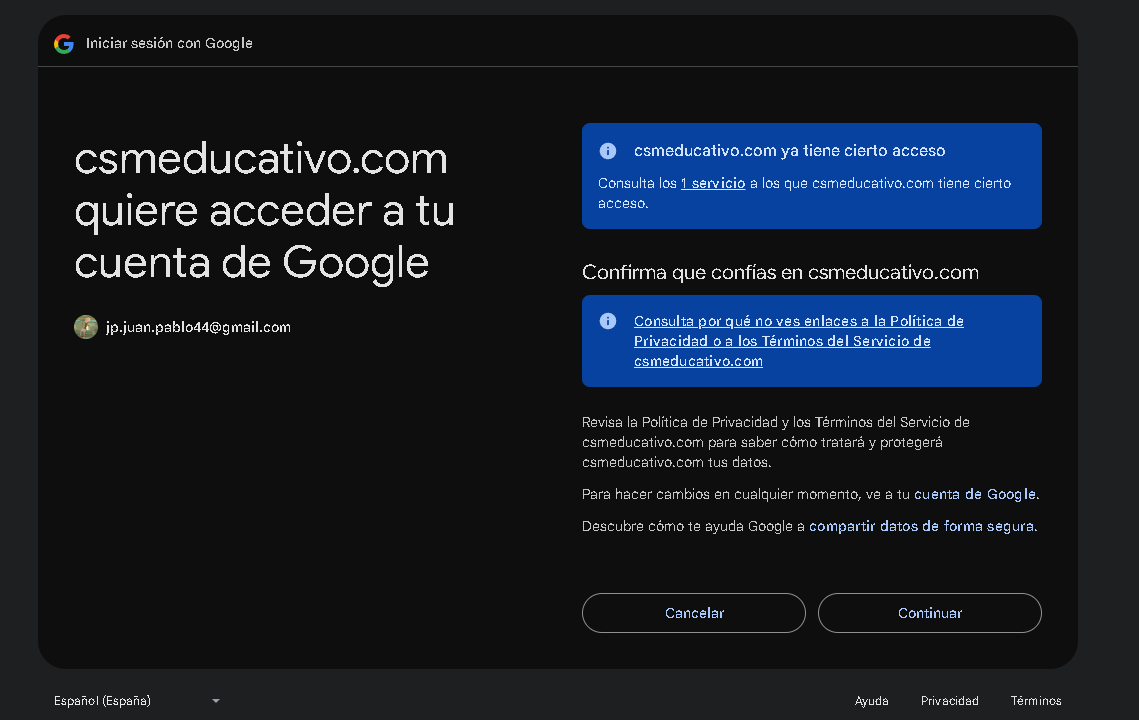 Iniciar sesión con Google
csmeducativo.com
quiere acceder a tu
cuenta de Google
jp.juan.pablo44@gmail.com
csmeducativo.com ya tiene cierto acceso
Consulta los 1 servicio a los que csmeducativo.com tiene cierto
acceso.
Confirma que confías en csmeducativo.com
Consulta por qué no ves enlaces a la Política de
Privacidad o a los Términos del Servicio de
csmeducativo.com
Revisa la Política de Privacidad y los Términos del Servicio de
csmeducativo.com para saber cómo tratará y protegerá
csmeducativo.com tus datos.
Para hacer cambios en cualquier momento, ve a tu cuenta de Google.
Descubre cómo te ayuda Google a compartir datos de forma segura.
Cancelar
Continuar
Español (España)
Ayuda
Privacidad
Términos